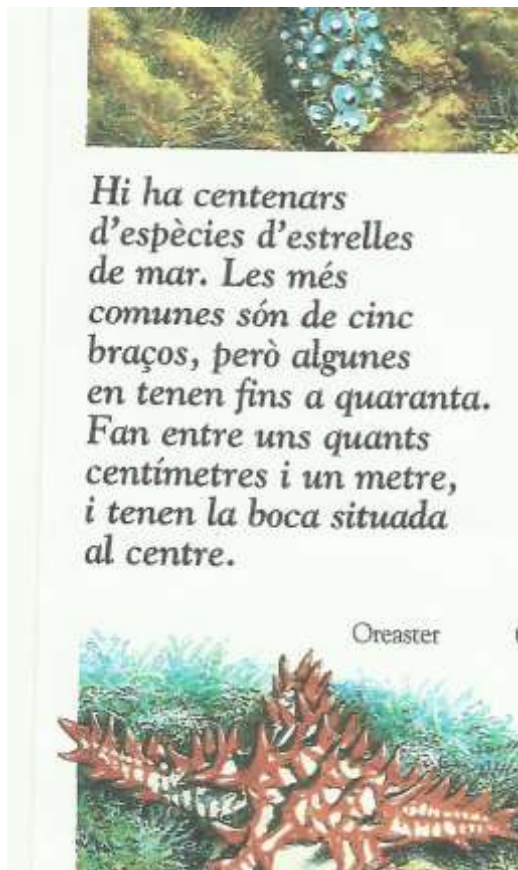 Hi ha centenars
d'espècies d'estrelles
de mar. Les més
comunes són de cinc
braços, però algunes
en tenen fins a quaranta.
Fan entre uns quants
centímetres i un metre,
i tenen la boca situada
al centre.
Oreaster